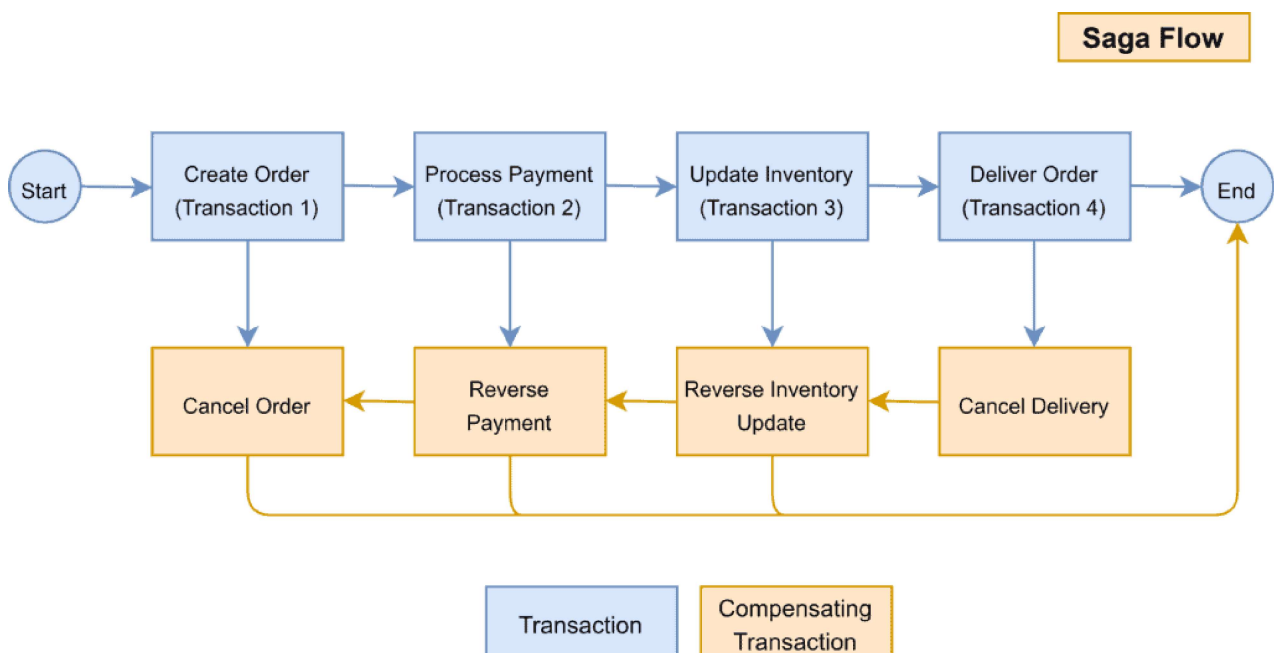 Saga Flow
Start
Create Order
(Transaction 1)
Process Payment
(Transaction 2)
Update Inventory
(Transaction 3)
Deliver Order
(Transaction 4)
End
Cancel Order
Reverse
Payment
Reverse Inventory
Update
Cancel Delivery
Transaction
Compensating
Transaction